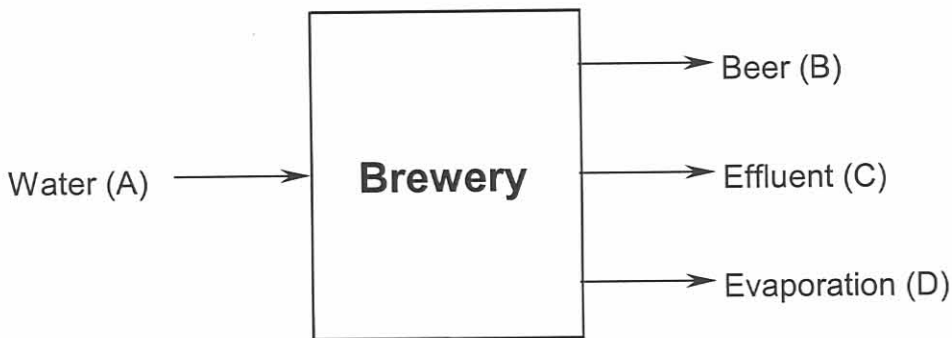 Beer (B)
Water (A)
Brewery
Effluent (C)
Evaporation (D)